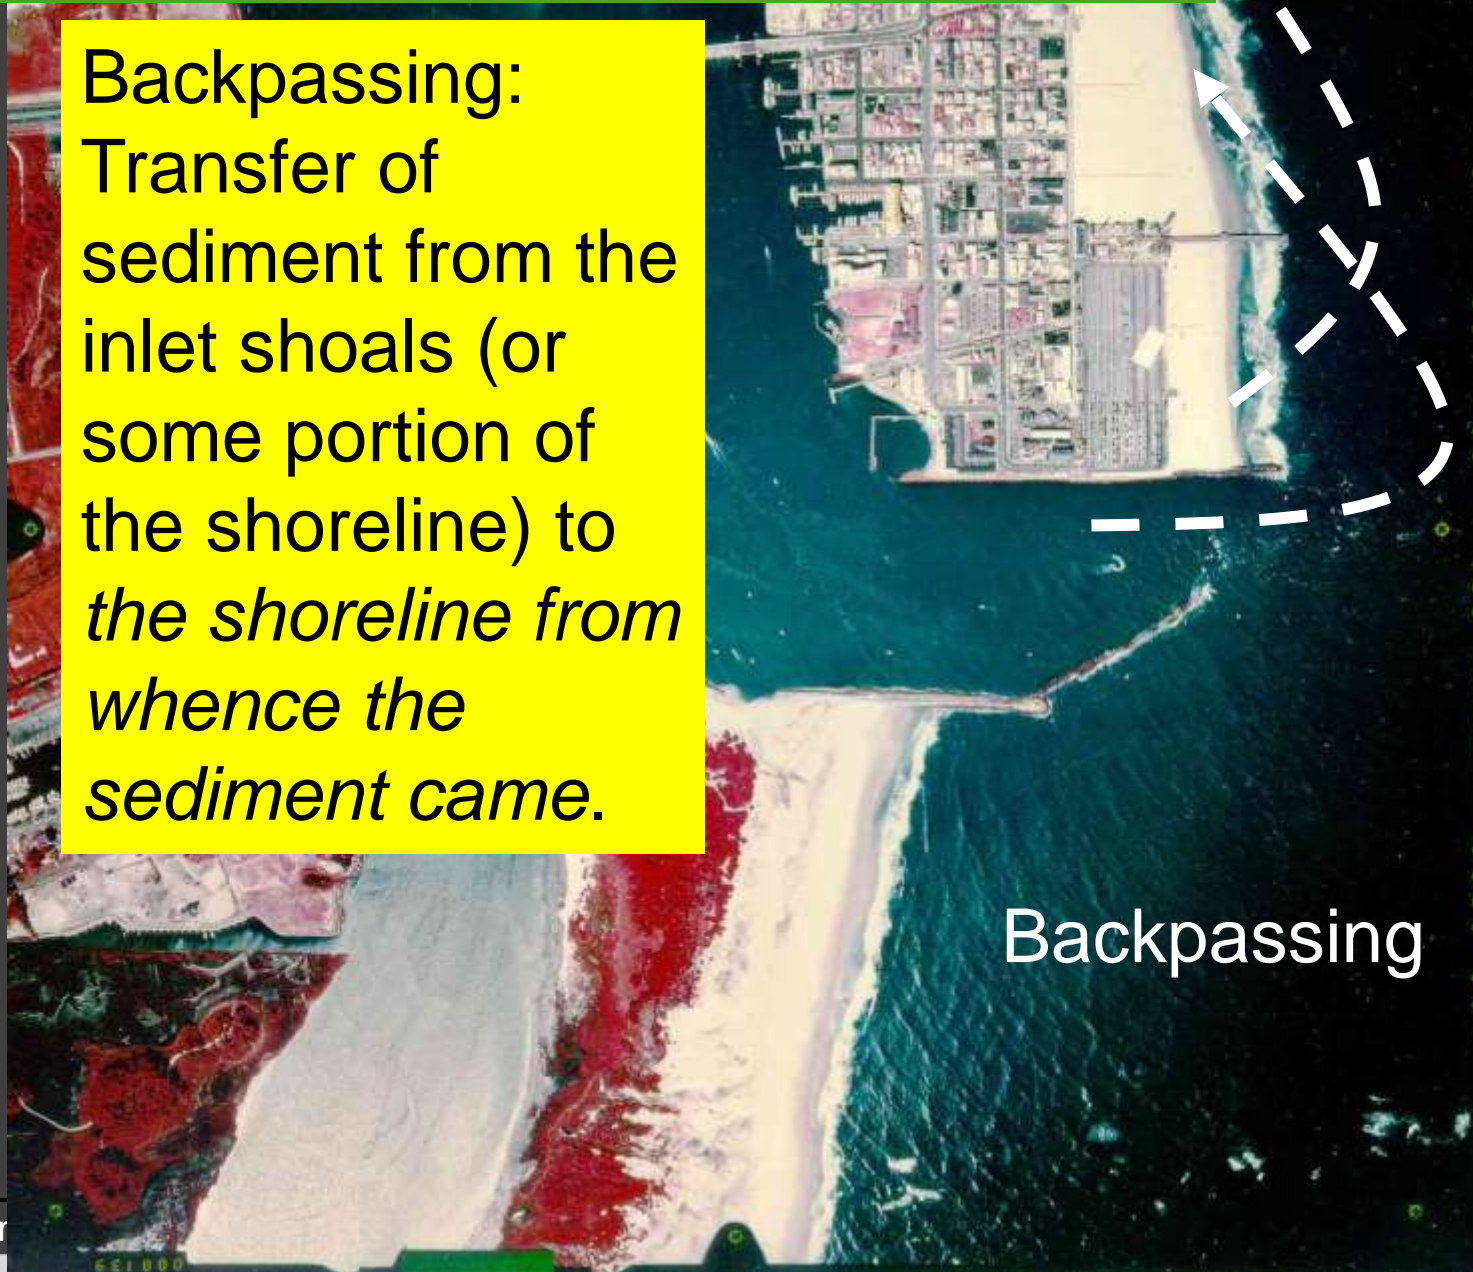 Backpassing:
Transfer of
sediment from the
inlet shoals (or
some portion of
the shoreline) to
the shoreline from
whence the
sediment came.
Backpassing